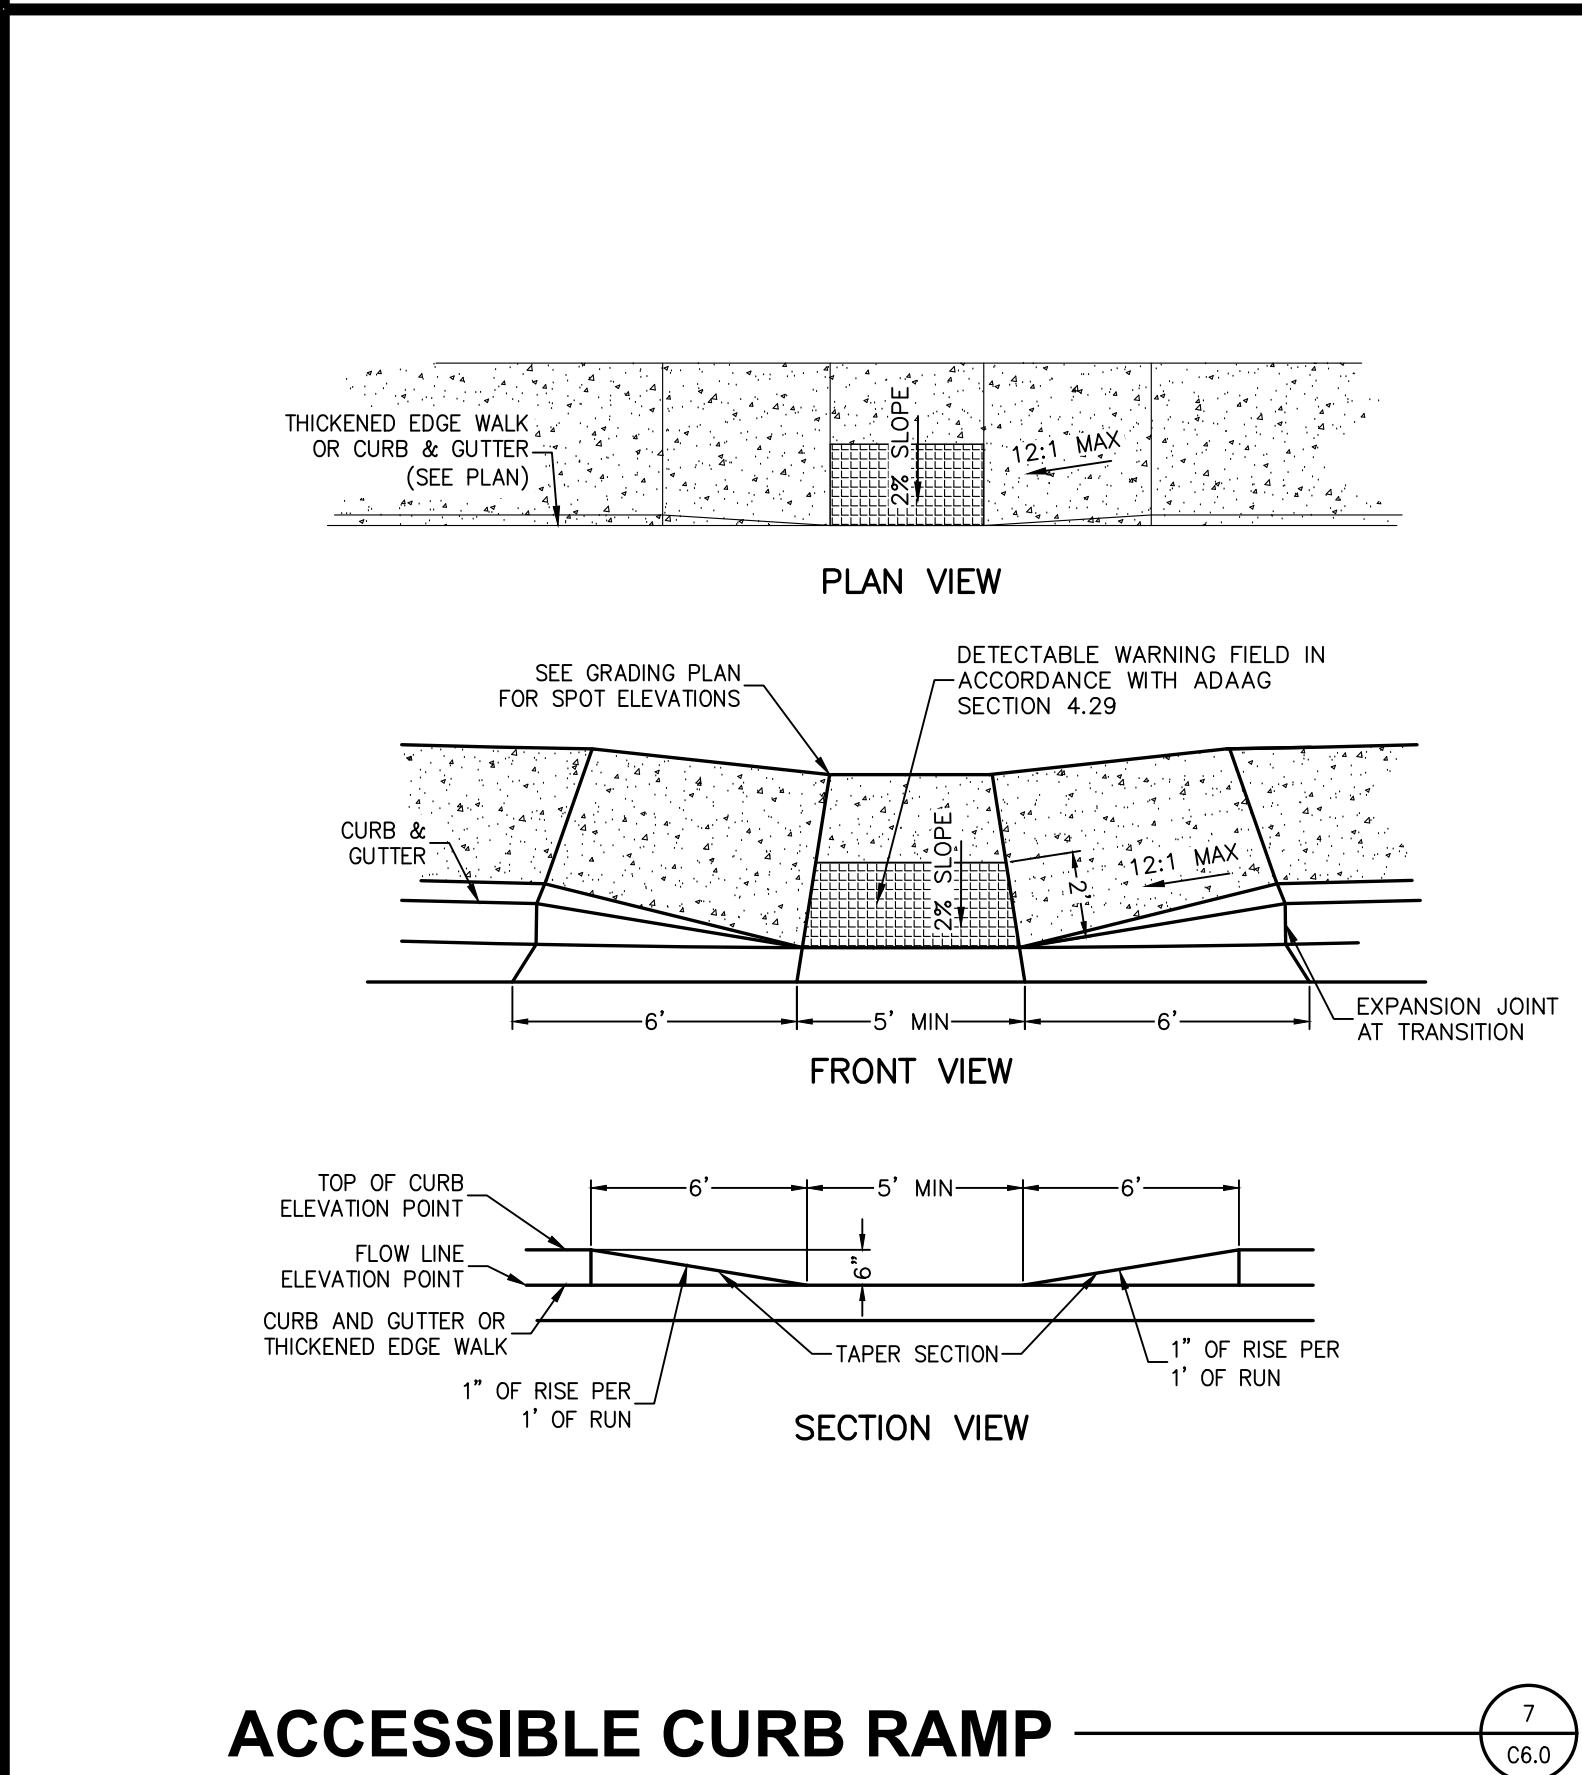 THICKENED EDGE WALK
OR CURB & GUTTER
(SEE PLAN)
2% SLOPE
12:1 MAX
PLAN VIEW
SEE GRADING PLAN
FOR SPOT ELEVATIONS
DETECTABLE WARNING FIELD IN
ACCORDANCE WITH ADAAG
SECTION 4.29
CURB &
GUTTER
2% SLOPE
12:1 MAX
2'
6'
5' MIN
6'
EXPANSION JOINT
AT TRANSITION
FRONT VIEW
TOP OF CURB
ELEVATION POINT
6'
5' MIN
6'
FLOW LINE
ELEVATION POINT
6"
CURB AND GUTTER OR
THICKENED EDGE WALK
TAPER SECTION
1" OF RISE PER
1' OF RUN
1" OF RISE PER
1' OF RUN
SECTION VIEW
ACCESSIBLE CURB RAMP
7
C6.0